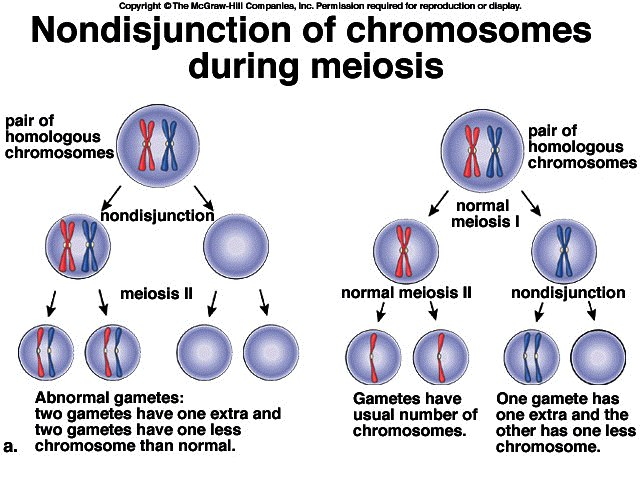 Copyright © The McGraw-Hill Companies, Inc. Permission required for reproduction or display.
Nondisjunction of chromosomes
during meiosis
pair of
homologous
chromosomes
nondisjunction
meiosis II
Abnormal gametes:
two gametes have one extra and
two gametes have one less
a. chromosome than normal.
pair of
homologous
chromosomes
normal
meiosis I
normal meiosis II
nondisjunction
Gametes have
usual number of
chromosomes.
One gamete has
one extra and the
other has one less
chromosome.